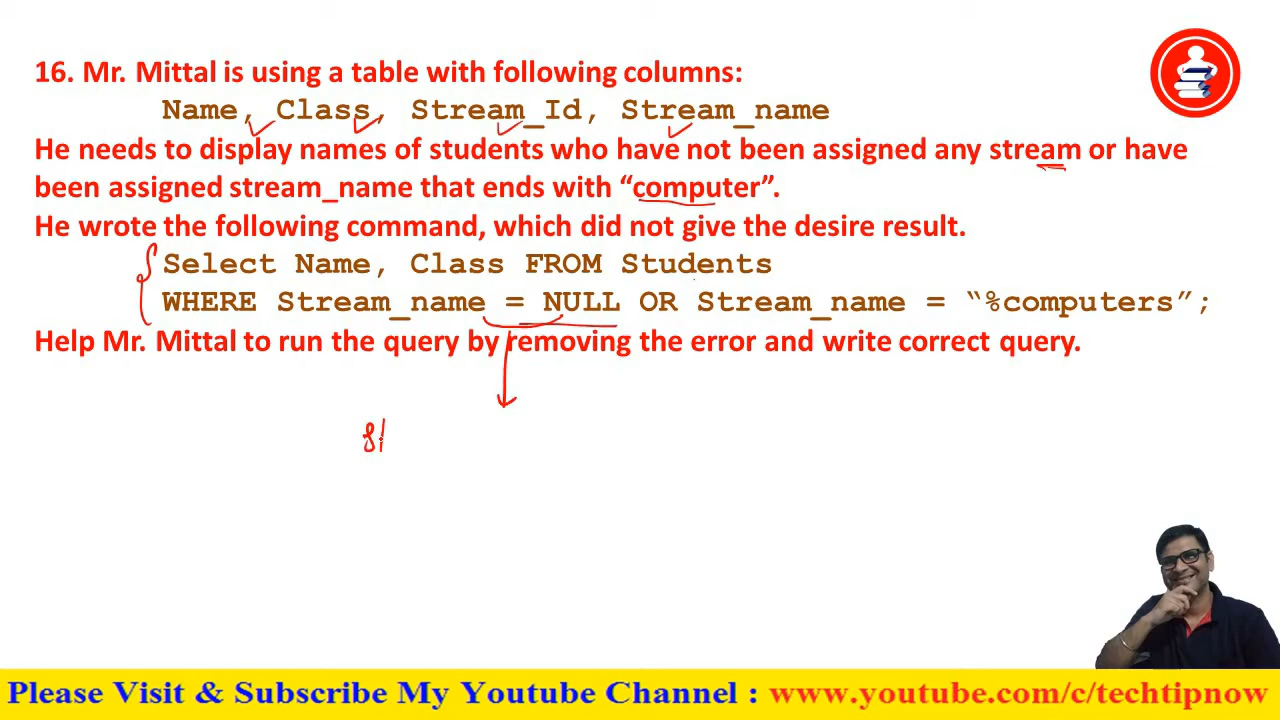 16. Mr. Mittal is using a table with following columns:
Name, Class, Stream_Id, Stream_name
He needs to display names of students who have not been assigned any stream or have
been assigned stream_name that ends with “computer”.
He wrote the following command, which did not give the desire result.
Select Name, Class FROM Students
WHERE Stream_name = NULL OR Stream_name = “%computers”;
Help Mr. Mittal to run the query by removing the error and write correct query.
Please Visit & Subscribe My Youtube Channel : www.youtube.com/c/techtipnow